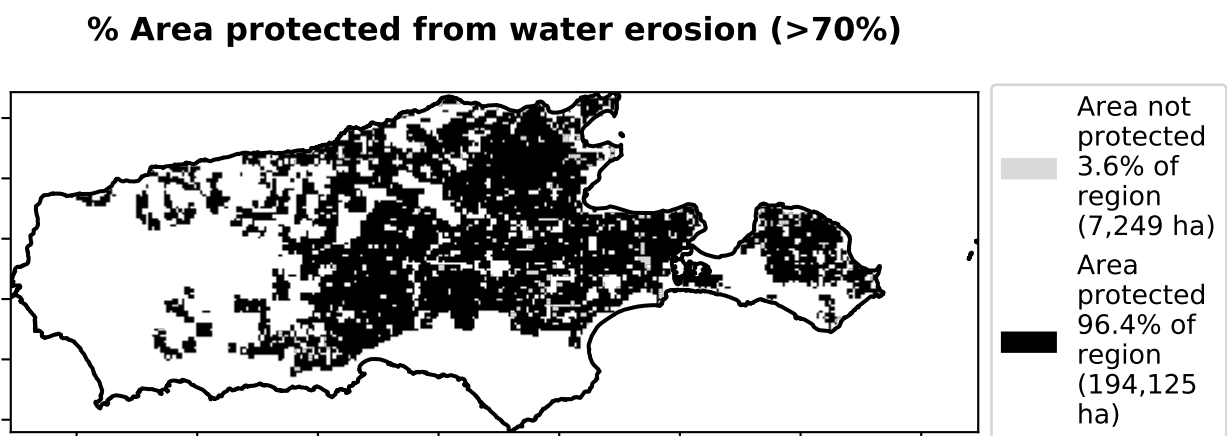 % Area protected from water erosion (>70%)
Area not
protected
3.6% of
region
(7,249 ha)
Area
protected
96.4% of
region
(194,125
ha)